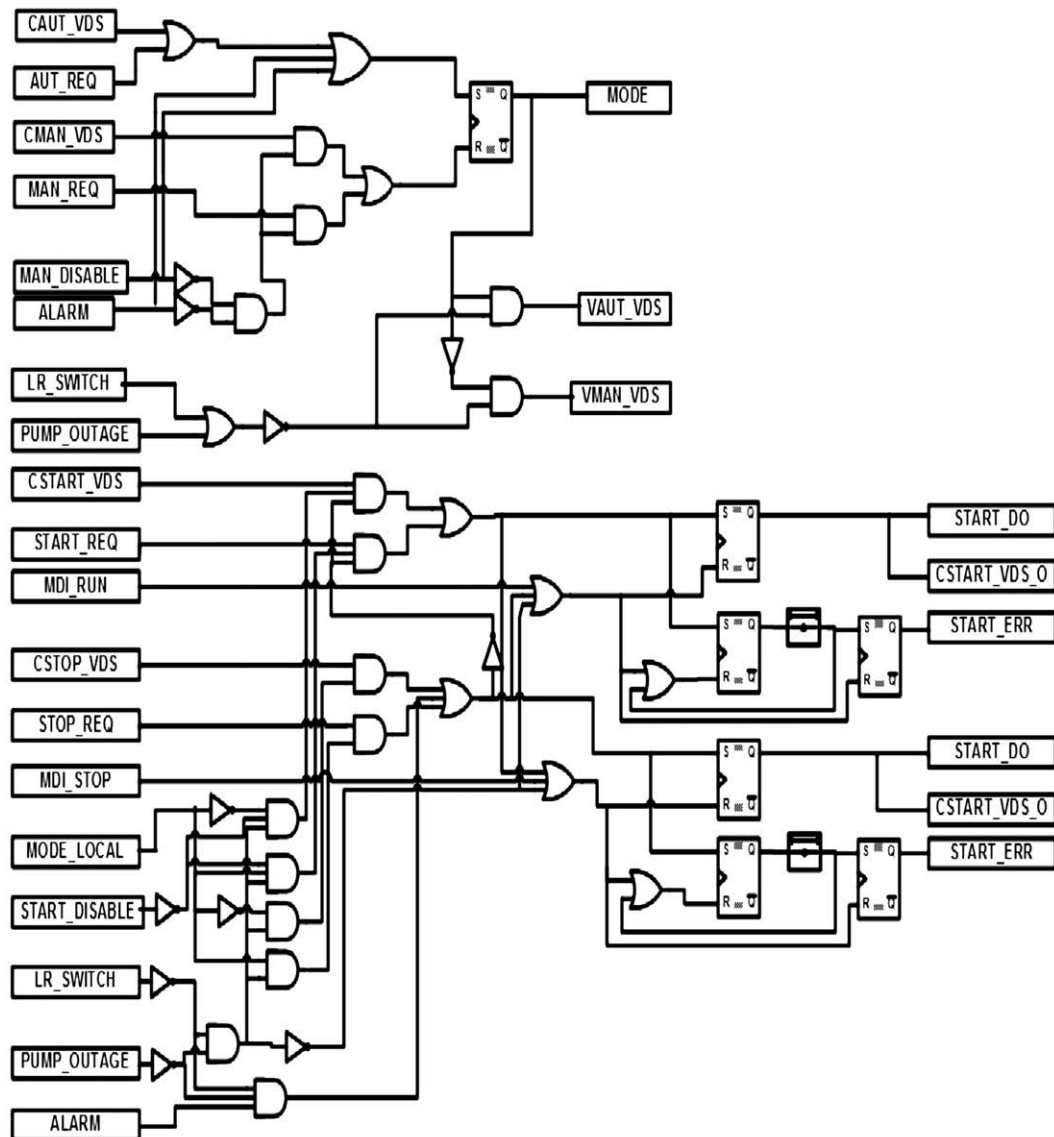 CAUT_VDS
AUT_REQ
CMAN_VDS
MAN_REQ
MAN_DISABLE
ALARM
S Q
R Q
MODE
VAUT_VDS
VMAN_VDS
LR_SWITCH
PUMP_OUTAGE
CSTART_VDS
START_REQ
MDI_RUN
CSTOP_VDS
STOP_REQ
MDI_STOP
MODE_LOCAL
START_DISABLE
LR_SWITCH
PUMP_OUTAGE
ALARM
S Q
R Q
START_DO
CSTART_VDS_O
S Q
R Q
S Q
R Q
START_ERR
S Q
R Q
START_DO
CSTART_VDS_O
S Q
R Q
S Q
R Q
START_ERR